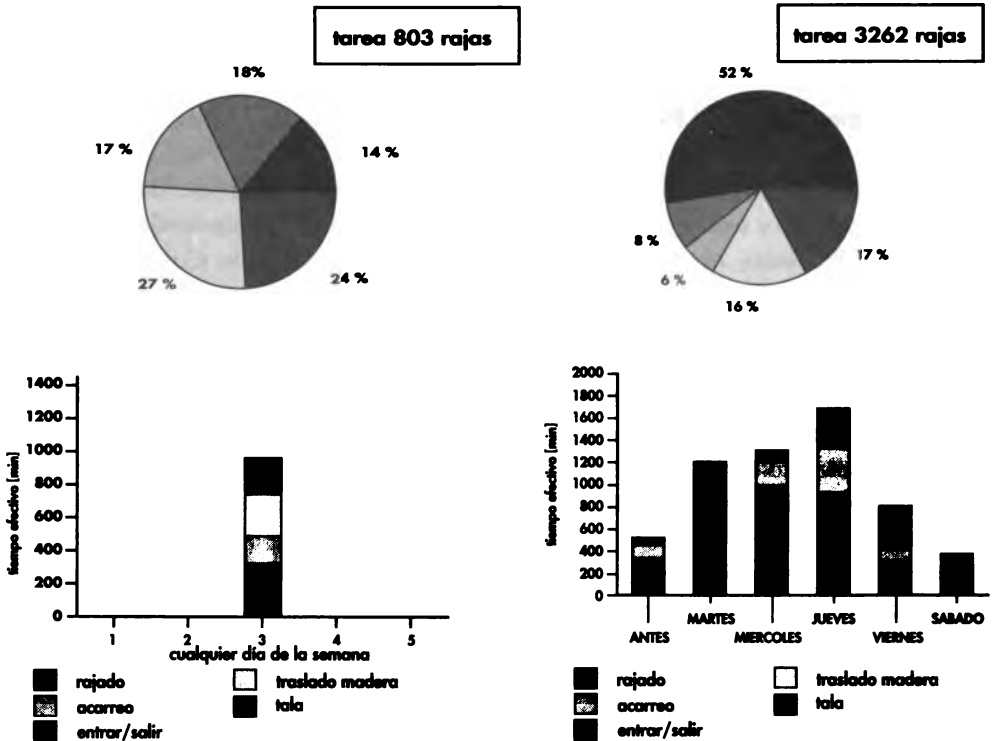 tarea 803 rajas
18%
17 %
14 %
27 %
24 %
tarea 3262 rajas
52 %
8 %
17 %
6 %
16 %
tiempo efectivo [min]
1400
1200
1000
800
600
400
200
0
1 2 3 4 5
cualquier día de la semana
rajado
traslado madera
acarreo
tala
entrar/salir
tiempo efectivo [min]
2000
1800
1600
1400
1200
1000
800
600
400
200
0
ANTES MARTES MIERCOLES JUEVES VIERNES SABADO
rajado
traslado madera
acarreo
tala
entrar/salir